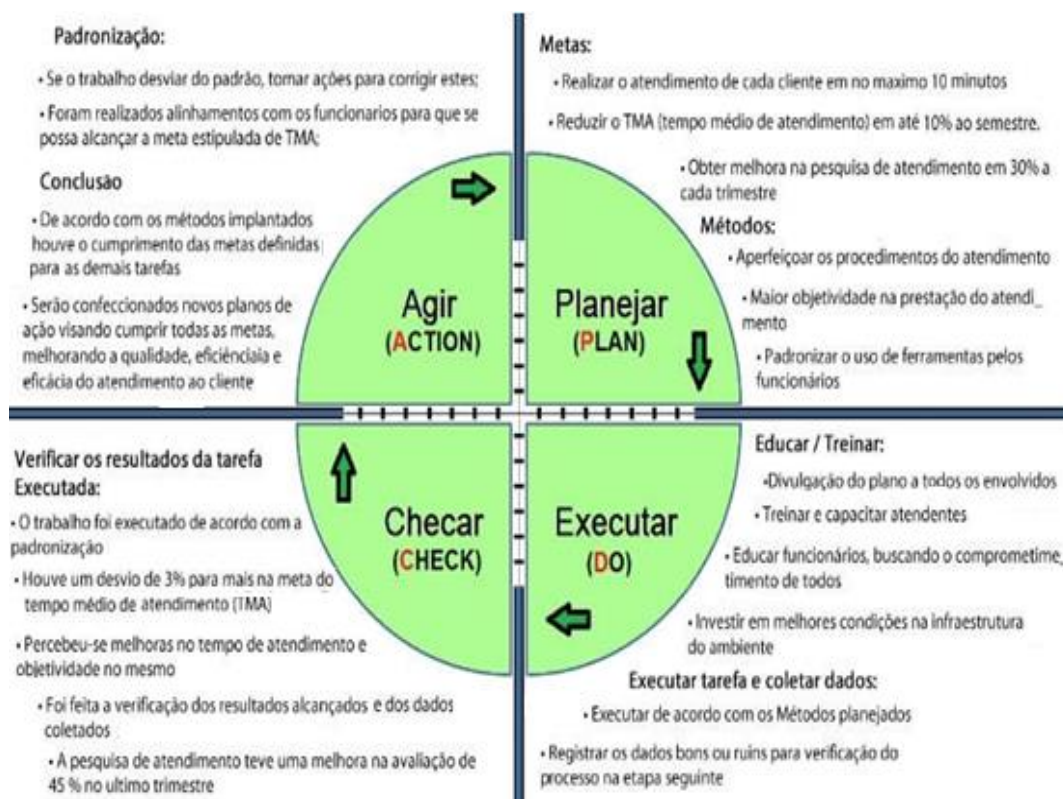 Padronização:
• Se o trabalho desviar do padrão, tomar ações para corrigir estes;
• Foram realizados alinhamentos com os funcionarios para que se
possa alcançar a meta estipulada de TMA;
Conclusão
• De acordo com os métodos implantados
houve o cumprimento das metas definidas
para as demais tarefas
• Serão confeccionados novos planos de
ação visando cumprir todas as metas,
melhorando a qualidade, eficiênciaia e
eficácia do atendimento ao cliente
Agir
(ACTION)
Metas:
• Realizar o atendimento de cada cliente em no maximo 10 minutos
• Reduzir o TMA (tempo médio de atendimento) em até 10% ao semestre.
• Obter melhora na pesquisa de atendimento em 30% a
cada trimestre
Métodos:
• Aperfeiçoar os procedimentos do atendimento
• Maior objetividade na prestação do atendi_
mento
• Padronizar o uso de ferramentas pelos
funcionários
Planejar
(PLAN)
Verificar os resultados da tarefa
Executada:
• O trabalho foi executado de acordo com a
padronização
• Houve um desvio de 3% para mais na meta do
tempo médio de atendimento (TMA)
• Percebeu-se melhoras no tempo de atendimento e
objetividade no mesmo
• Foi feita a verificação dos resultados alcançados e dos dados
coletados
• A pesquisa de atendimento teve uma melhora na avaliação de
45 % no ultimo trimestre
Checar
(CHECK)
Executar
(DO)
Educar / Treinar:
•Divulgação do plano a todos os envolvidos
• Treinar e capacitar atendentes
• Educar funcionários, buscando o comprometime_
timento de todos
• Investir em melhores condições na infraestrutura
do ambiente
Executar tarefa e coletar dados:
• Executar de acordo com os Métodos planejados
• Registrar os dados bons ou ruins para verificação do
processo na etapa seguinte